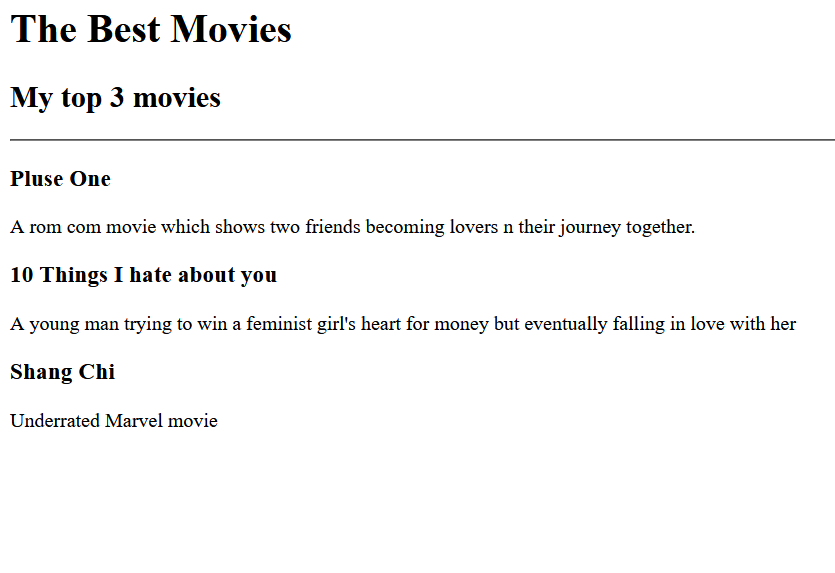 The Best Movies
My top 3 movies
Pluse One
A rom com movie which shows two friends becoming lovers n their journey together.
10 Things I hate about you
A young man trying to win a feminist girl's heart for money but eventually falling in love with her
Shang Chi
Underrated Marvel movie